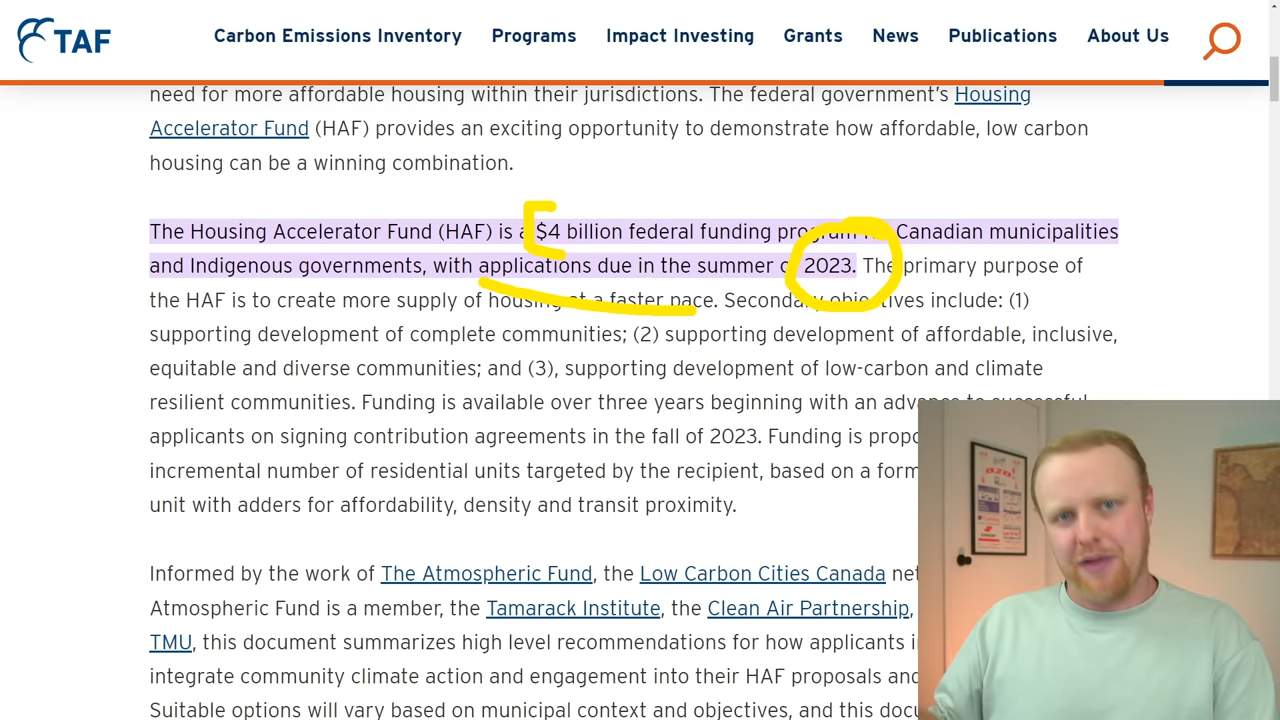 TAF
Carbon Emissions Inventory Programs Impact Investing Grants News Publications About Us
need for more affordable housing within their jurisdictions. The federal government's Housing
Accelerator Fund (HAF) provides an exciting opportunity to demonstrate how affordable, low carbon
housing can be a winning combination.
The Housing Accelerator Fund (HAF) is a $4 billion federal funding program Canadian municipalities
and Indigenous governments, with applications due in the summer of 2023. The primary purpose of
the HAF is to create more supply of housing at a faster pace. Secondary objectives include: (1)
supporting development of complete communities; (2) supporting development of affordable, inclusive,
equitable and diverse communities; and (3), supporting development of low-carbon and climate
resilient communities. Funding is available over three years beginning with an advance to successful
applicants on signing contribution agreements in the fall of 2023. Funding is
incremental number of residential units targeted by the recipient, based on a
unit with adders for affordability, density and transit proximity.
Informed by the work of The Atmospheric Fund, the Low Carbon Cities Canada
Atmospheric Fund is a member, the Tamarack Institute, the Clean Air Partnership,
TMU, this document summarizes high level recommendations for how applicants
integrate community climate action and engagement into their HAF proposals and
Suitable options will vary based on municipal context and objectives, and this